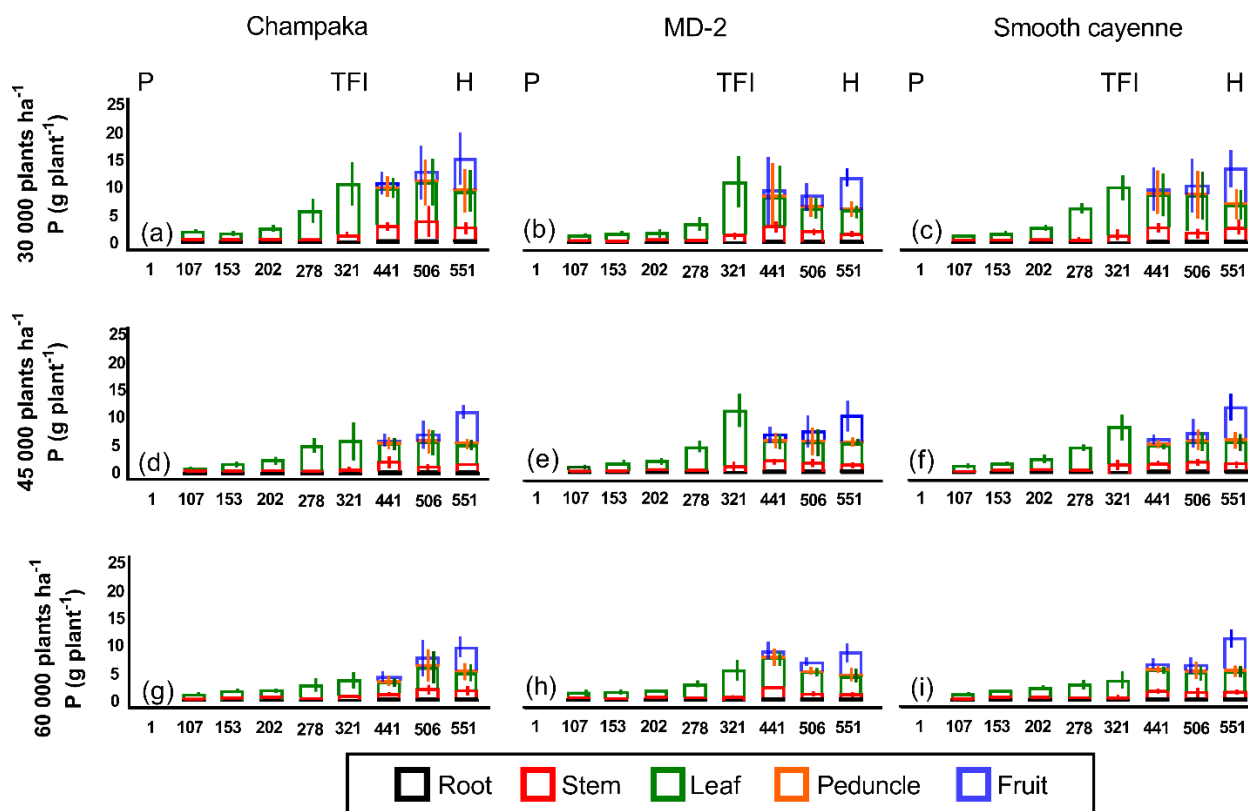 Champaka MD-2 Smooth cayenne
P TFI H P TFI H P TFI H
30 000 plants ha-1
P (g plant-1)
25
20
15
10
5
0
(a) (b) (c)
1 107 153 202 278 321 441 506 551 1 107 153 202 278 321 441 506 551 1 107 153 202 278 321 441 506 551
45 000 plants ha-1
P (g plant-1)
25
20
15
10
5
0
(d) (e) (f)
1 107 153 202 278 321 441 506 551 1 107 153 202 278 321 441 506 551 1 107 153 202 278 321 441 506 551
60 000 plants ha-1
P (g plant-1)
25
20
15
10
5
0
(g) (h) (i)
1 107 153 202 278 321 441 506 551 1 107 153 202 278 321 441 506 551 1 107 153 202 278 321 441 506 551
Root Stem Leaf Peduncle Fruit